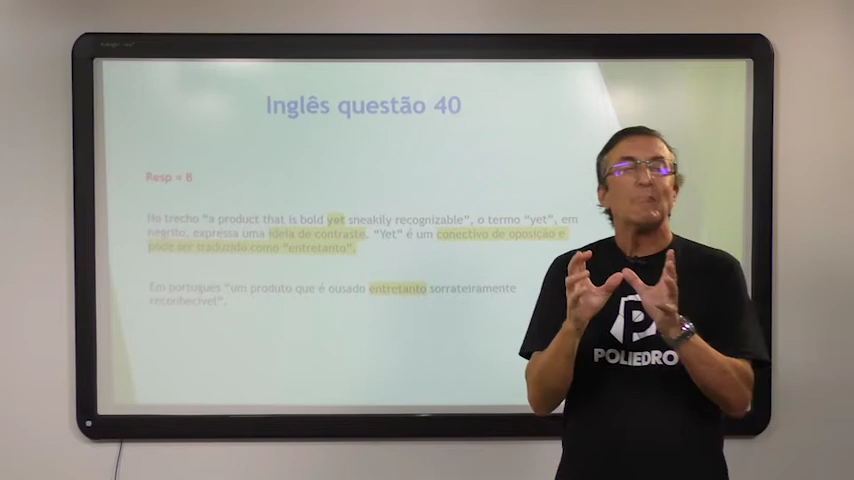 Inglês questão 40
Resp = B
No trecho "a product that is bold yet sneakily recognizable", o termo "yet", em
negrito, expressa uma ideia de contraste. "Yet" é um conectivo de oposição e
pode ser traduzido como "entretanto".
Em português "um produto que é ousado entretanto sorrateiramente
reconhecível".
P
POLIEDRO